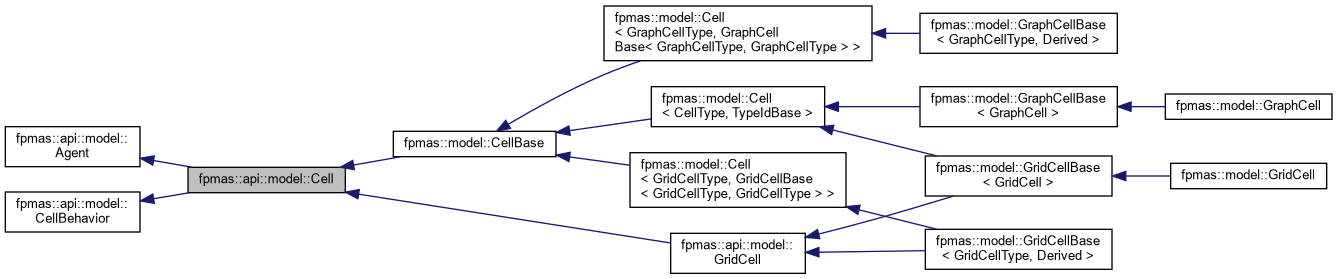 fpmas::api::model::
Agent
fpmas::api::model::
CellBehavior
fpmas::api::model::Cell
fpmas::model::CellBase
fpmas::model::Cell
< GraphCellType, GraphCell
Base< GraphCellType, GraphCellType > >
fpmas::model::Cell
< CellType, TypeIdBase >
fpmas::model::Cell
< GridCellType, GridCellBase
< GridCellType, GridCellType > >
fpmas::api::model::
GridCell
fpmas::model::GraphCellBase
< GraphCellType, Derived >
fpmas::model::GraphCellBase
< GraphCell >
fpmas::model::GridCellBase
< GridCell >
fpmas::model::GridCellBase
< GridCellType, Derived >
fpmas::model::GraphCell
fpmas::model::GridCell